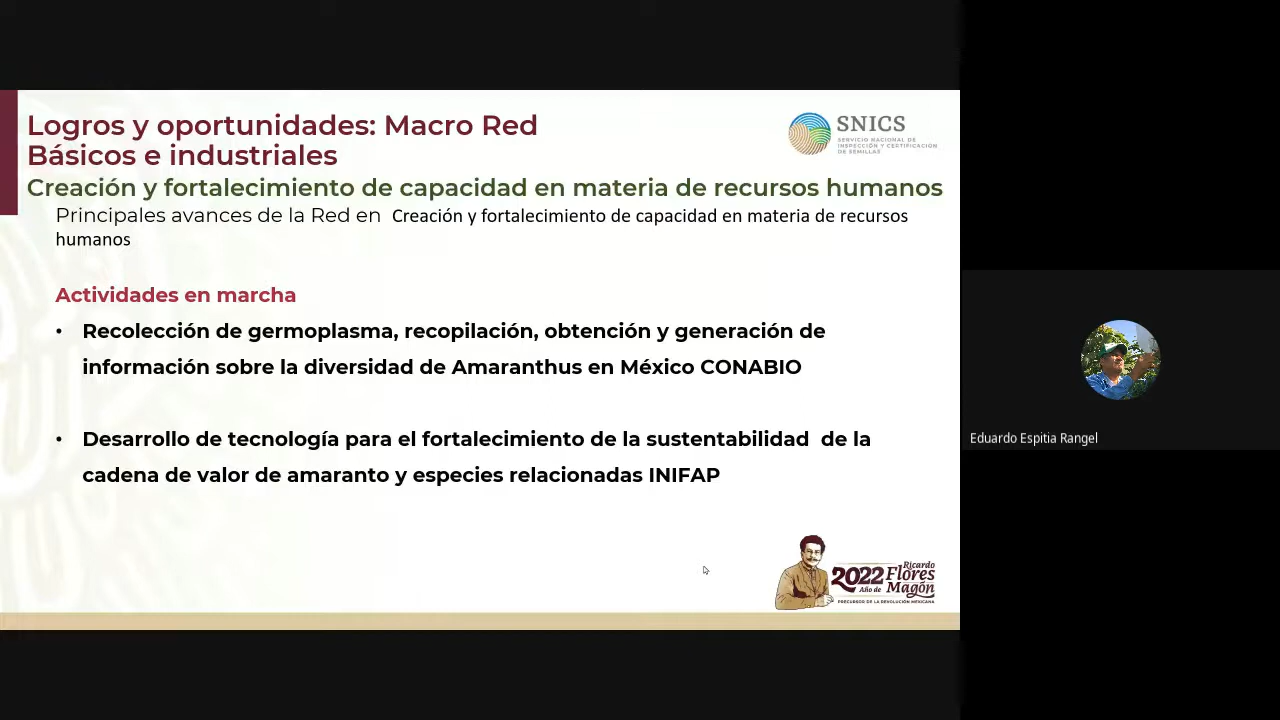 Logros y oportunidades: Macro Red
Básicos e industriales
Creación y fortalecimiento de capacidad en materia de recursos humanos
Principales avances de la Red en Creación y fortalecimiento de capacidad en materia de recursos
humanos
SNICS
SERVICIO NACIONAL DE
INSPECCIÓN Y CERTIFICACIÓN
DE SEMILLAS
Actividades en marcha
• Recolección de germoplasma, recopilación, obtención y generación de
información sobre la diversidad de Amaranthus en México CONABIO
• Desarrollo de tecnología para el fortalecimiento de la sustentabilidad de la
cadena de valor de amaranto y especies relacionadas INIFAP
2022
Año de
Ricardo
Flores
Magón
PRECURSOR DE LA REVOLUCIÓN MEXICANA
Eduardo Espitia Rangel